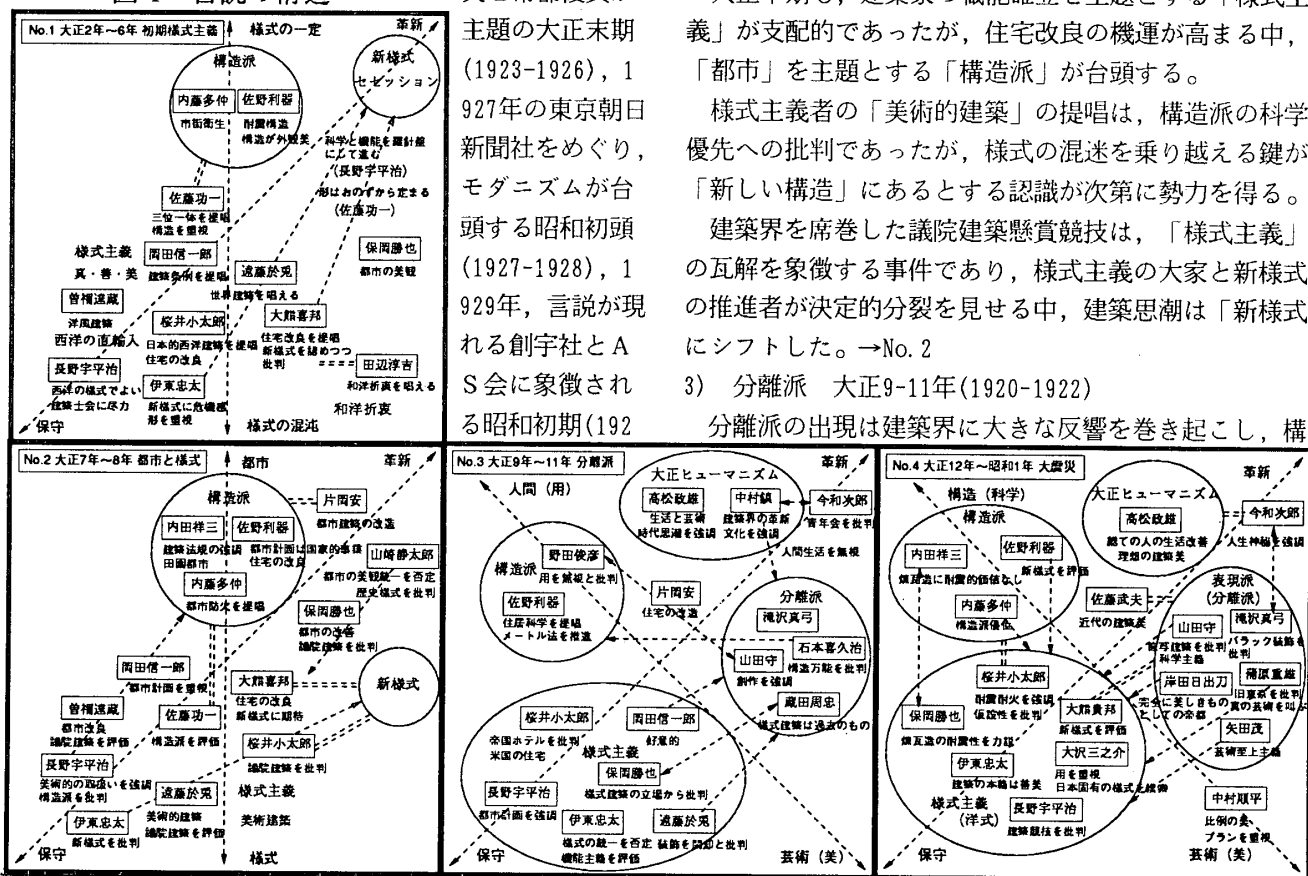 図1 言説の構造
主題の大正末期
(1923-1926), 1
927年の東京朝日
新聞社をめぐり,
モダニズムが台
頭する昭和初頭
(1927-1928), 1
929年, 言説が現
れる創宇社とA
S会に象徴され
る昭和初期(192
義」が支配的であったが, 住宅改良の機運が高まる中,
「都市」を主題とする「構造派」が台頭する。
様式主義者の「美術的建築」の提唱は, 構造派の科学
優先への批判であったが, 様式の混迷を乗り越える鍵が
「新しい構造」にあるとする認識が次第に勢力を得る。
建築界を席巻した議院建築懸賞競技は, 「様式主義」
の瓦解を象徴する事件であり, 様式主義の大家と新様式
の推進者が決定的分裂を見せる中, 建築思潮は「新様式
にシフトした。→No.2
3) 分離派 大正9-11年(1920-1922)
分離派の出現は建築界に大きな反響を巻き起こし, 構
No.1 大正2年〜6年 初期様式主義
様式の一定
革新
構造派
新様式
セセッション
内藤多仲
佐野利器
市街衛生
耐震構造
構造が外観美
科学と機能を羅針盤
にして進む
(長野宇平治)
形はおのずから定まる
(佐藤功一)
佐藤功一
三位一体を提唱
構造を重視
様式主義
真・善・美
岡田信一郎
建築条例を提唱
保岡勝也
都市の美観
遠藤於菟
世界建築を唱える
曽禰達蔵
洋風建築
西洋の直輸入
桜井小太郎
日本的西洋建築を提唱
住宅の改良
大熊喜邦
住宅改良を提唱
新様式を認めつつ
批判
長野宇平治
西洋の様式でよい
建築士会に尽力
伊東忠太
新様式に危機感
形を重視
田辺淳吉
和洋折衷を唱える
和洋折衷
保守
様式の混沌
No.2 大正7年〜8年 都市と様式
都市
革新
構造派
片岡安
都市建築の改造
内田祥三
佐野利器
建築法規の強調
田園都市
都市計画は国家的事業
住宅の改良
山崎静太郎
都市の美観統一を否定
歴史様式を批判
内藤多仲
都市防火を提唱
保岡勝也
都市の改善
議院建築を批判
岡田信一郎
都市計画を重視
大熊喜邦
住宅の改良
新様式に期待
新様式
曽禰達蔵
都市改良
議院建築を評価
佐藤功一
構造派を評価
桜井小太郎
議院建築を批判
長野宇平治
美術的の取扱いを強調
構造派を批判
遠藤於菟
美術的建築
議院建築を評価
様式主義
美術建築
伊東忠太
新様式を批判
保守
様式
No.3 大正9年〜11年 分離派
革新
人間(用)
大正ヒューマニズム
高松政雄
生活と芸術
時代思潮を強調
中村鎮
建築界の革新
文化を強調
今和次郎
青年会を批判
人間生活を無視
構造派
野田俊彦
用を無視と批判
佐野利器
住居科学を提唱
メートル法を推進
片岡安
住宅の改造
分離派
滝沢真弓
石本喜久治
構造万能を批判
山田守
創作を強調
蔵田周忠
様式建築は過去のもの
桜井小太郎
帝国ホテルを批判
米国の住宅
岡田信一郎
好意的
様式主義
保岡勝也
様式建築の立場から批判
長野宇平治
都市計画を強調
伊東忠太
様式の統一を否定
機能主義を評価
遠藤於菟
装飾を閑却と批判
保守
芸術(美)
No.4 大正12年〜昭和1年 大震災
革新
構造(科学)
構造派
大正ヒューマニズム
高松政雄
総ての人の生活改善
理想の建築美
今和次郎
人生神秘を強調
内田祥三
煉瓦造に耐震的価値なし
佐野利器
新様式を評価
内藤多仲
構造派優位
佐藤武夫
近代の建築美
表現派
(分離派)
滝沢真弓
バラック装飾を
批判
山田守
科学主義
岸田日出刀
完全に美しきもの
としての帝都
蒲原重雄
真の芸術を叫ぶ
矢田茂
芸術至上主義
桜井小太郎
耐震耐火を強調
仮設性を批判
大熊喜邦
新様式を評価
保岡勝也
煉瓦造の耐震性を力説
大沢三之介
用を重視
日本固有の様式を模索
伊東忠太
建築の本義は善美
様式主義
(洋式)
長野宇平治
建築競技を批判
中村順平
比例の美、
プランを重視
保守
芸術(美)